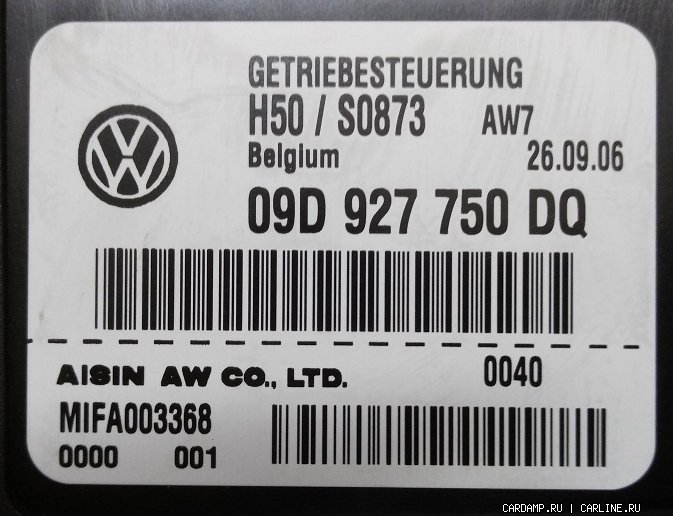 GETRIEBESTEUERUNG
H50 / S0873 AW7
Belgium 26.09.06
09D 927 750 DQ
AISIN AW CO., LTD. 0040
MIFA003368
0000 001
CARDAMP.RU | CARLINE.RU